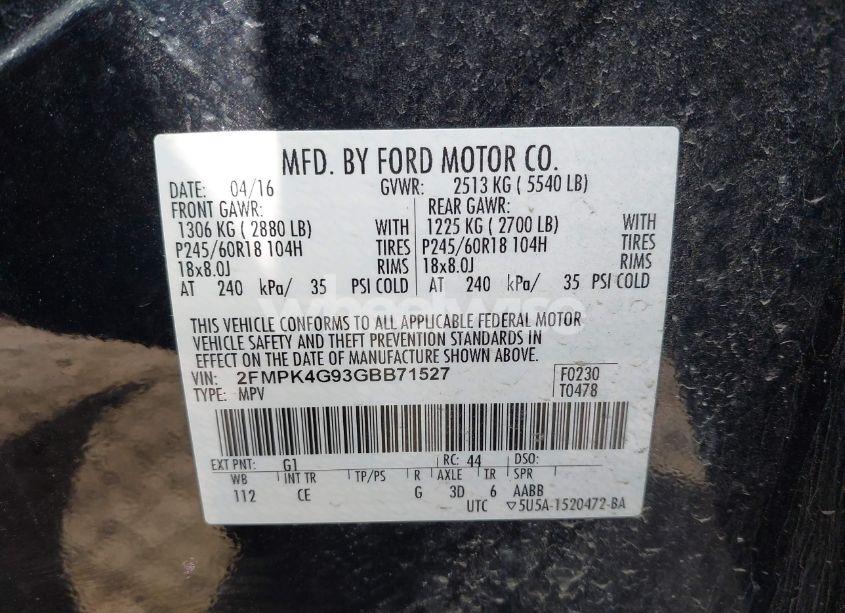 MFD. BY FORD MOTOR CO.
DATE: 04/16 GVWR: 2513 KG ( 5540 LB)
FRONT GAWR: REAR GAWR:
1306 KG ( 2880 LB) WITH 1225 KG ( 2700 LB) WITH
P245/60R18 104H TIRES P245/60R18 104H TIRES
18x8.0J RIMS 18x8.0J RIMS
AT 240 kPa/ 35 PSI COLD AT 240 kPa/ 35 PSI COLD
wheelwise
THIS VEHICLE CONFORMS TO ALL APPLICABLE FEDERAL MOTOR
VEHICLE SAFETY AND THEFT PREVENTION STANDARDS IN
EFFECT ON THE DATE OF MANUFACTURE SHOWN ABOVE.
VIN: 2FMPK4G93GBB71527 F0230
TYPE: MPV T0478
EXT PNT: G1 RC: 44 DSO:
WB INT TR TP/PS R AXLE TR SPR
112 CE G 3D 6 AABB
UTC ▽5U5A-1520472-BA